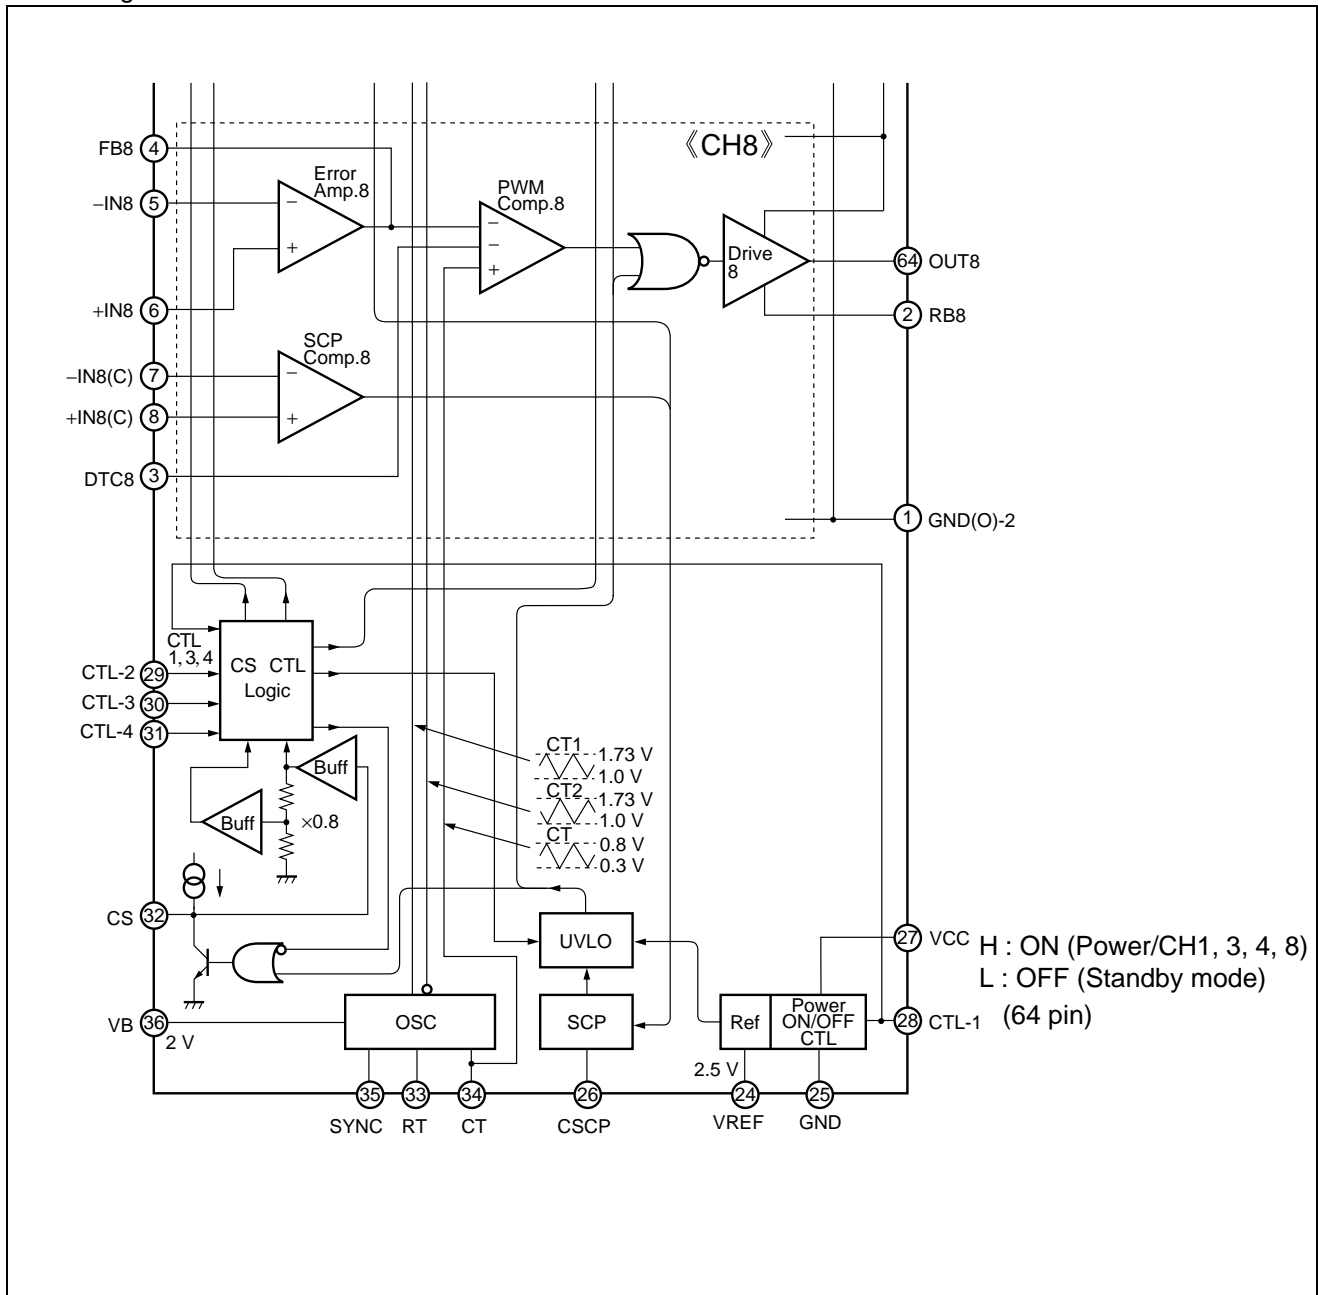 《CH8》
FB8 4
Error
Amp.8
PWM
Comp.8
−IN8 5
−
+
−
−
+
Drive
8
64 OUT8
+IN8 6
2 RB8
SCP
Comp.8
−IN8(C) 7
−
+IN8(C) 8
+
DTC8 3
1 GND(O)-2
CTL
1, 3, 4
CS CTL
Logic
CTL-2 29
CTL-3 30
CTL-4 31
CT1
1.73 V
1.0 V
CT2
1.73 V
1.0 V
CT
0.8 V
0.3 V
Buff
Buff
×0.8
CS 32
UVLO
27 VCC
H : ON (Power/CH1, 3, 4, 8)
L : OFF (Standby mode)
(64 pin)
VB 36
2 V
OSC
SCP
Ref
Power
ON/OFF
CTL
28 CTL-1
2.5 V
35
33
34
26
24
25
SYNC RT CT CSCP VREF GND